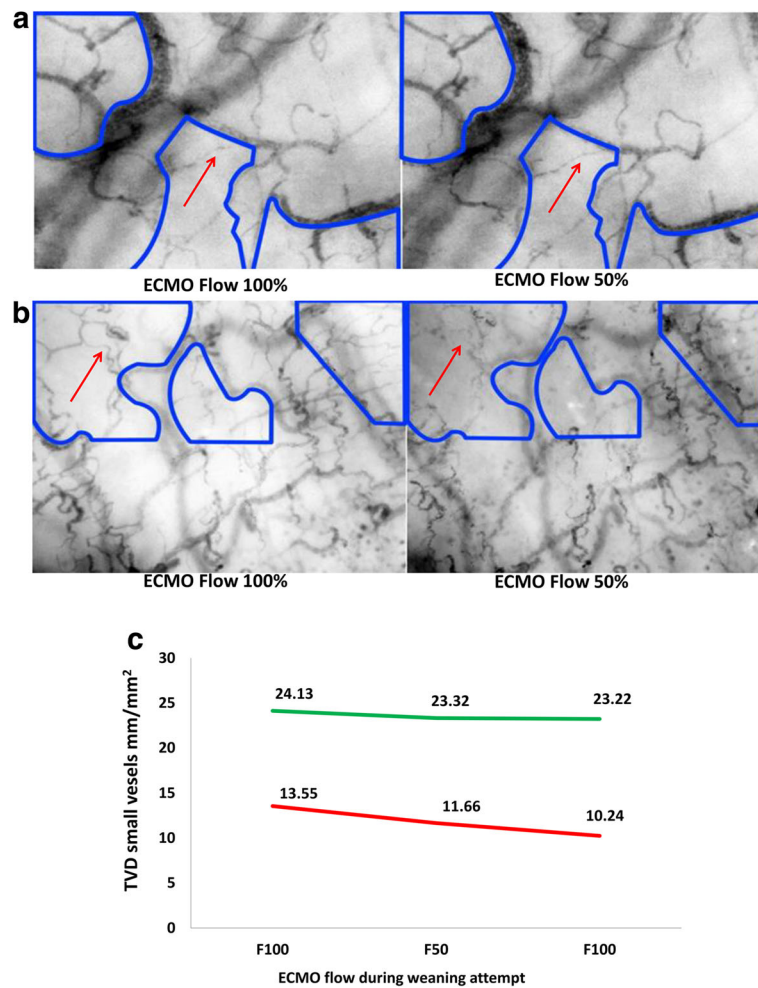 a
ECMO Flow 100%
ECMO Flow 50%
b
ECMO Flow 100%
ECMO Flow 50%
c
TVD small vesels mm/mm²
30
25
20
15
10
5
0
24.13
23.32
23.22
13.55
11.66
10.24
F100
F50
F100
ECMO flow during weaning attempt